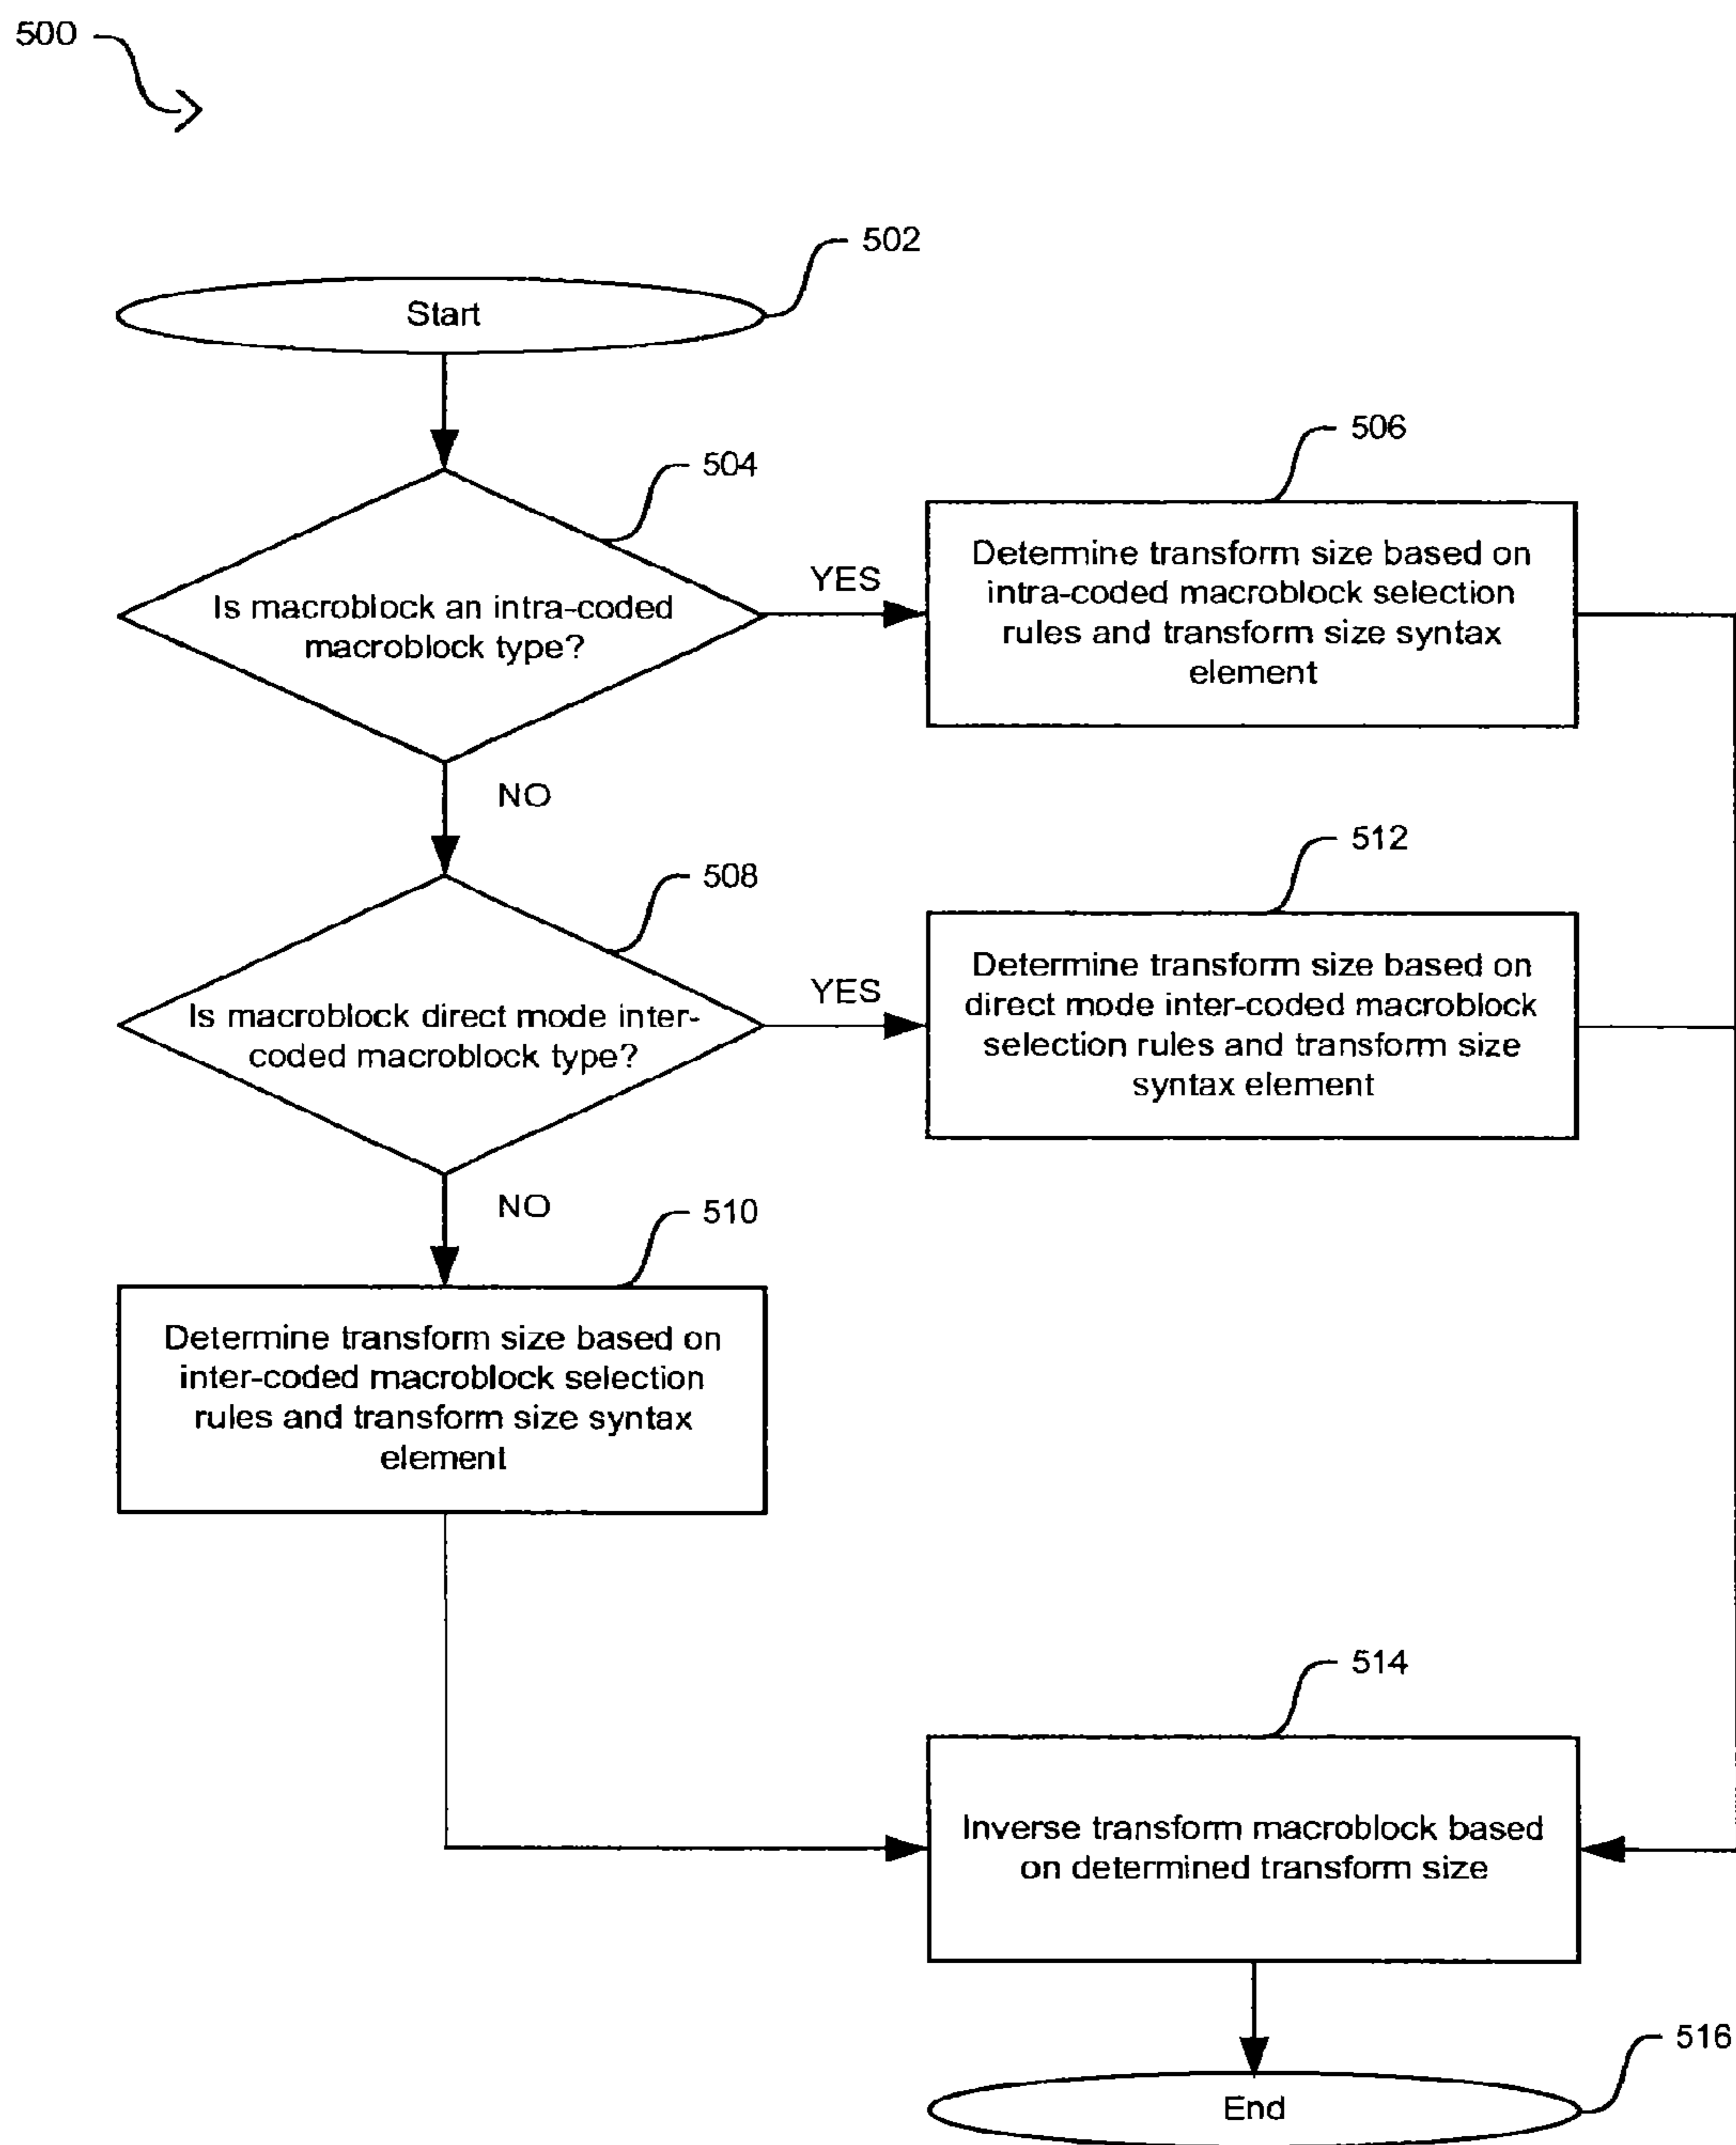 500
502
Start
504
506
Is macroblock an intra-coded
macroblock type?
YES
Determine transform size based on
intra-coded macroblock selection
rules and transform size syntax
element
NO
508
512
Is macroblock direct mode inter-
coded macroblock type?
YES
Determine transform size based on
direct mode inter-coded macroblock
selection rules and transform size
syntax element
NO
510
Determine transform size based on
inter-coded macroblock selection
rules and transform size syntax
element
514
Inverse transform macroblock based
on determined transform size
516
End